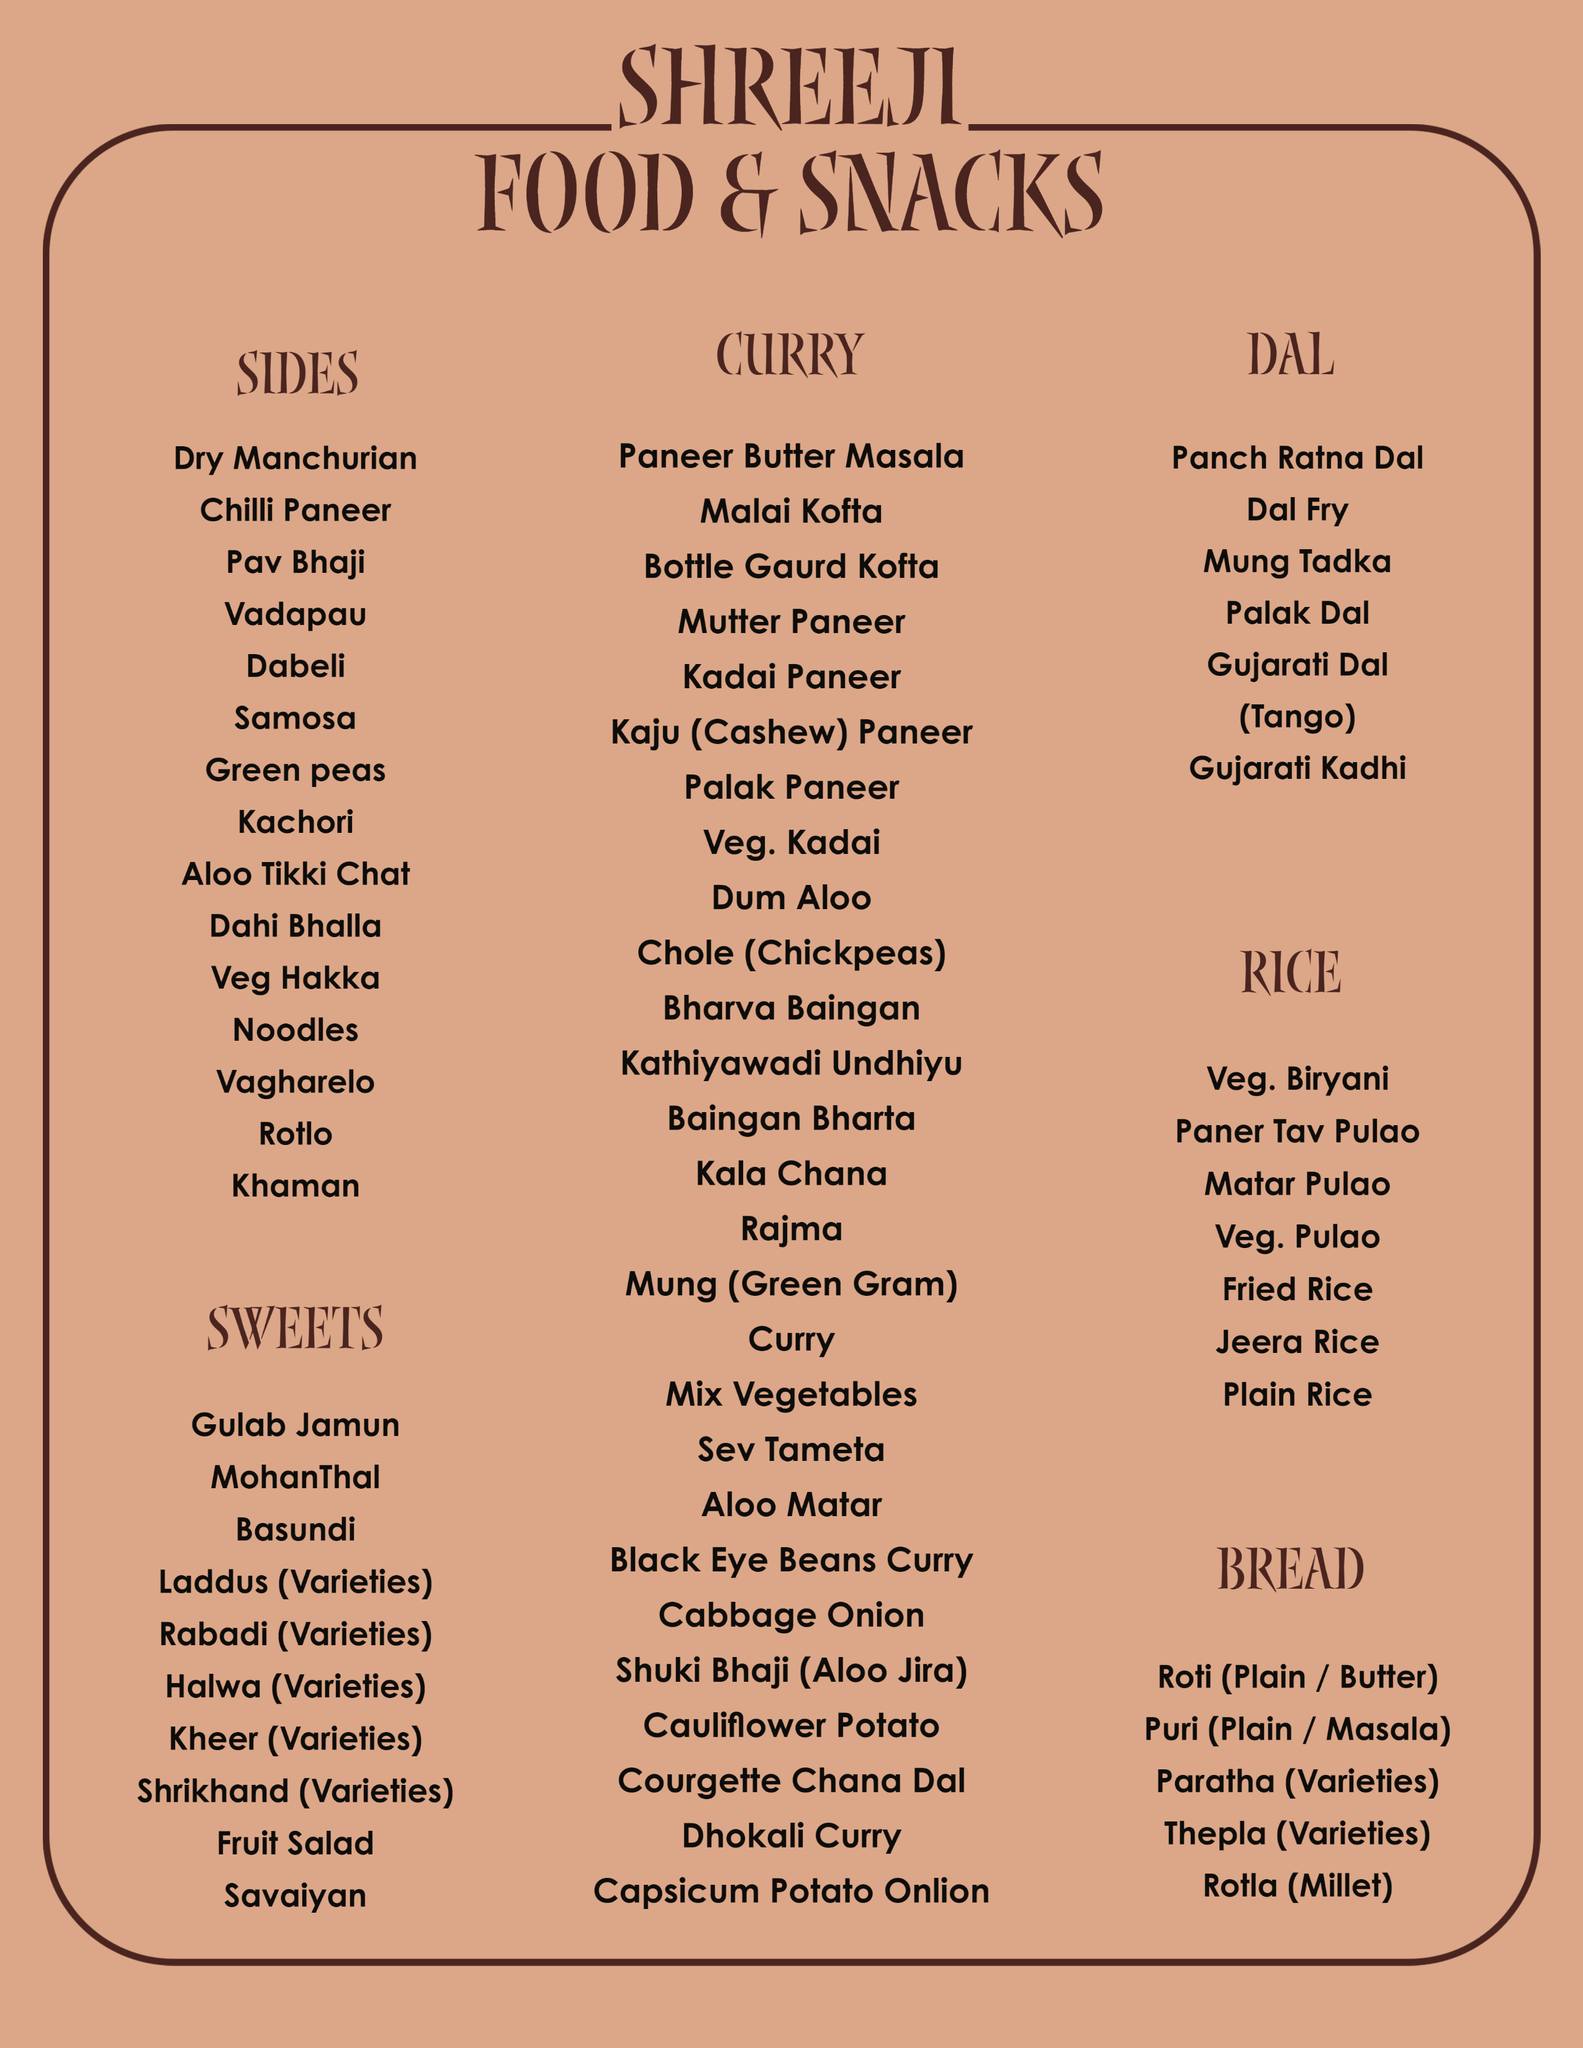 SHREEJI
FOOD & SNACKS
SIDES
Dry Manchurian
Chilli Paneer
Pav Bhaji
Vadapau
Dabeli
Samosa
Green peas
Kachori
Aloo Tikki Chat
Dahi Bhalla
Veg Hakka
Noodles
Vagharelo
Rotlo
Khaman
SWEETS
Gulab Jamun
MohanThal
Basundi
Laddus (Varieties)
Rabadi (Varieties)
Halwa (Varieties)
Kheer (Varieties)
Shrikhand (Varieties)
Fruit Salad
Savaiyan
CURRY
Paneer Butter Masala
Malai Kofta
Bottle Gaurd Kofta
Mutter Paneer
Kadai Paneer
Kaju (Cashew) Paneer
Palak Paneer
Veg. Kadai
Dum Aloo
Chole (Chickpeas)
Bharva Baingan
Kathiyawadi Undhiyu
Baingan Bharta
Kala Chana
Rajma
Mung (Green Gram)
Curry
Mix Vegetables
Sev Tameta
Aloo Matar
Black Eye Beans Curry
Cabbage Onion
Shuki Bhaji (Aloo Jira)
Cauliflower Potato
Courgette Chana Dal
Dhokali Curry
Capsicum Potato Onlion
DAL
Panch Ratna Dal
Dal Fry
Mung Tadka
Palak Dal
Gujarati Dal
(Tango)
Gujarati Kadhi
RICE
Veg. Biryani
Paner Tav Pulao
Matar Pulao
Veg. Pulao
Fried Rice
Jeera Rice
Plain Rice
BREAD
Roti (Plain / Butter)
Puri (Plain / Masala)
Paratha (Varieties)
Thepla (Varieties)
Rotla (Millet)